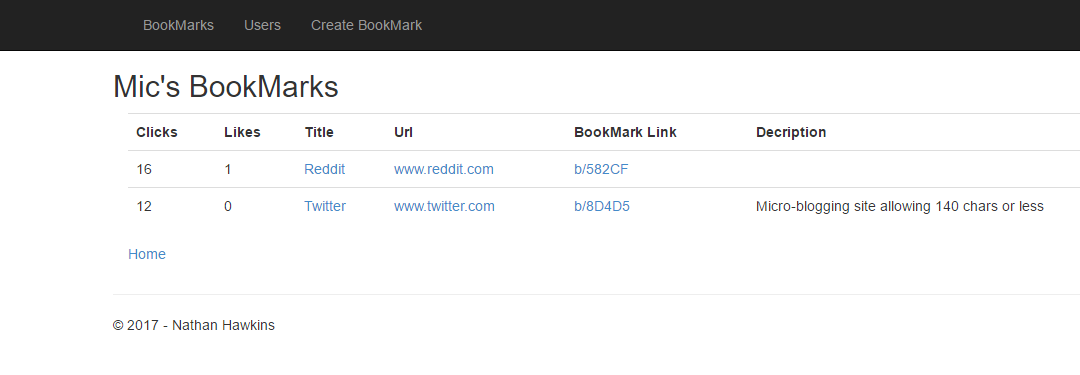 BookMarks Users Create BookMark
Mic's BookMarks
Clicks Likes Title Url BookMark Link Decription
16 1 Reddit www.reddit.com b/582CF
12 0 Twitter www.twitter.com b/8D4D5 Micro-blogging site allowing 140 chars or less
Home
© 2017 - Nathan Hawkins